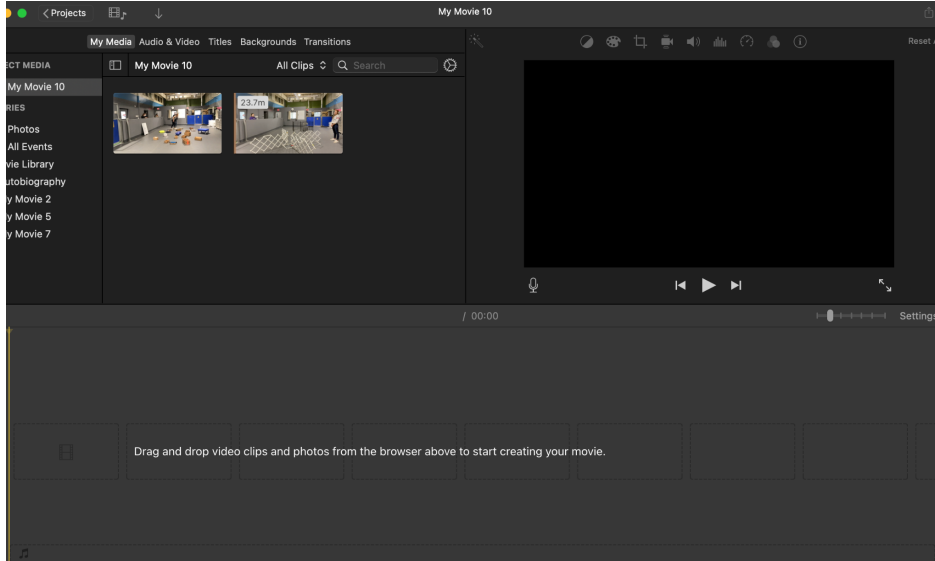 Projects
My Movie 10
My Media Audio & Video Titles Backgrounds Transitions
Reset
ECT MEDIA
My Movie 10
All Clips
Search
My Movie 10
RIES
23.7m
Photos
All Events
vie Library
utobiography
y Movie 2
y Movie 5
y Movie 7
/ 00:00
Settings
Drag and drop video clips and photos from the browser above to start creating your movie.